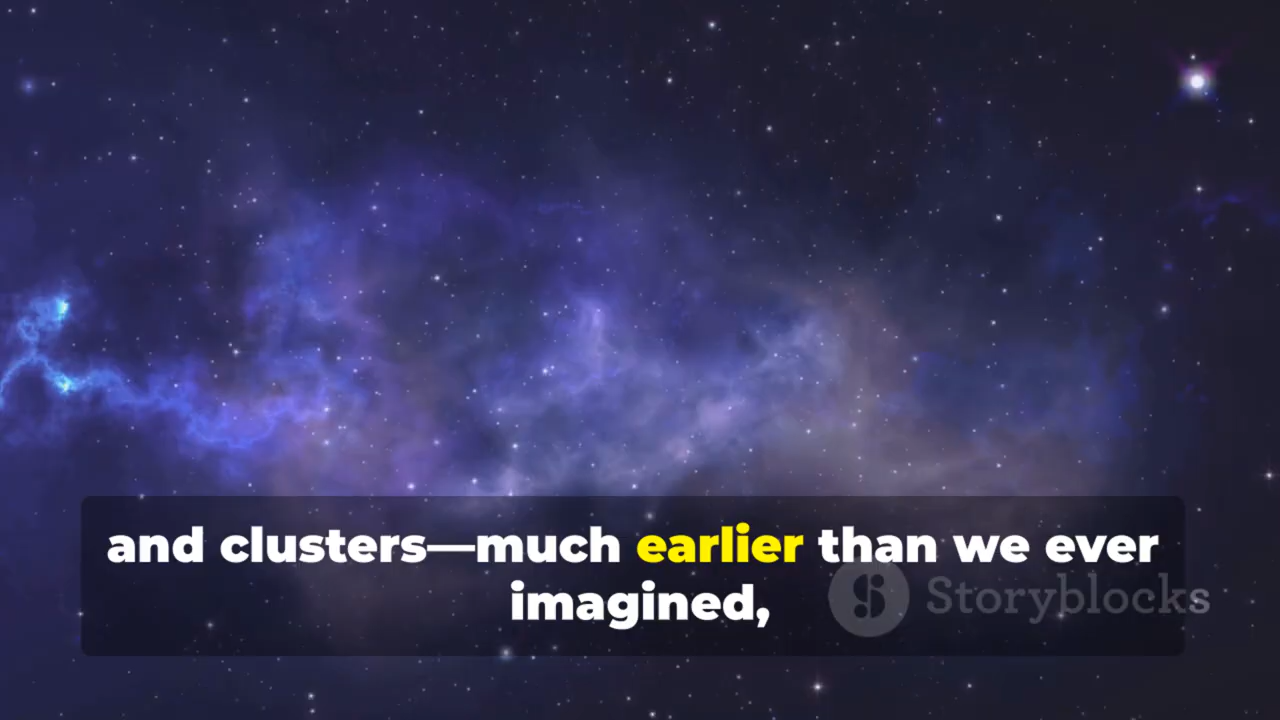 and clusters—much earlier than we ever
imagined,
Storyblocks